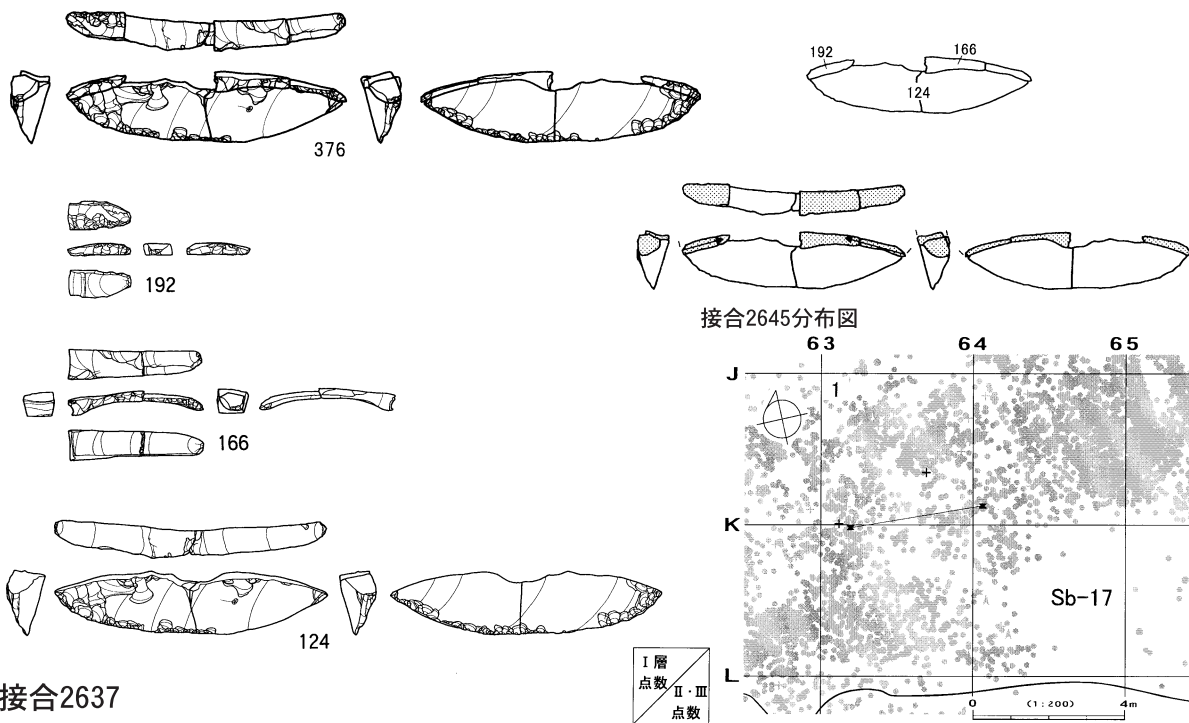 376
192
166
124
接合2637
192
166
124
接合2645分布図
63 64 65
J
1
K
Sb-17
L
Ⅰ層
点数
Ⅱ・Ⅲ
点数
0 (1:200) 4m